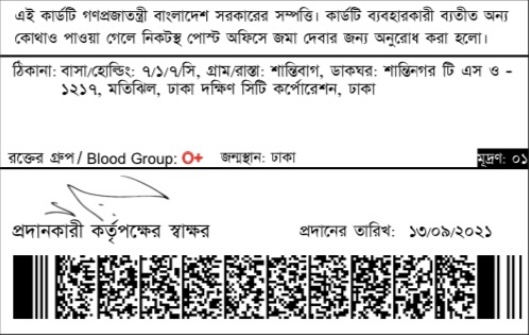 এই কার্ডটি গণপ্রজাতন্ত্রী বাংলাদেশ সরকারের সম্পত্তি। কার্ডটি ব্যবহারকারী ব্যতীত অন্য
কোথাও পাওয়া গেলে নিকটস্থ পোস্ট অফিসে জমা দেবার জন্য অনুরোধ করা হলো।
ঠিকানা: বাসা/হোল্ডিং: ৭/১/৭/সি, গ্রাম/রাস্তা: শান্তিবাগ, ডাকঘর: শান্তিনগর টি এস ও -
১২১৭, মতিঝিল, ঢাকা দক্ষিণ সিটি কর্পোরেশন, ঢাকা
রক্তের গ্রুপ / Blood Group: O+ জন্মস্থান: ঢাকা মূদ্রণ: ০১
প্রদানকারী কর্তৃপক্ষের স্বাক্ষর প্রদানের তারিখ: ১৩/০৯/২০২১